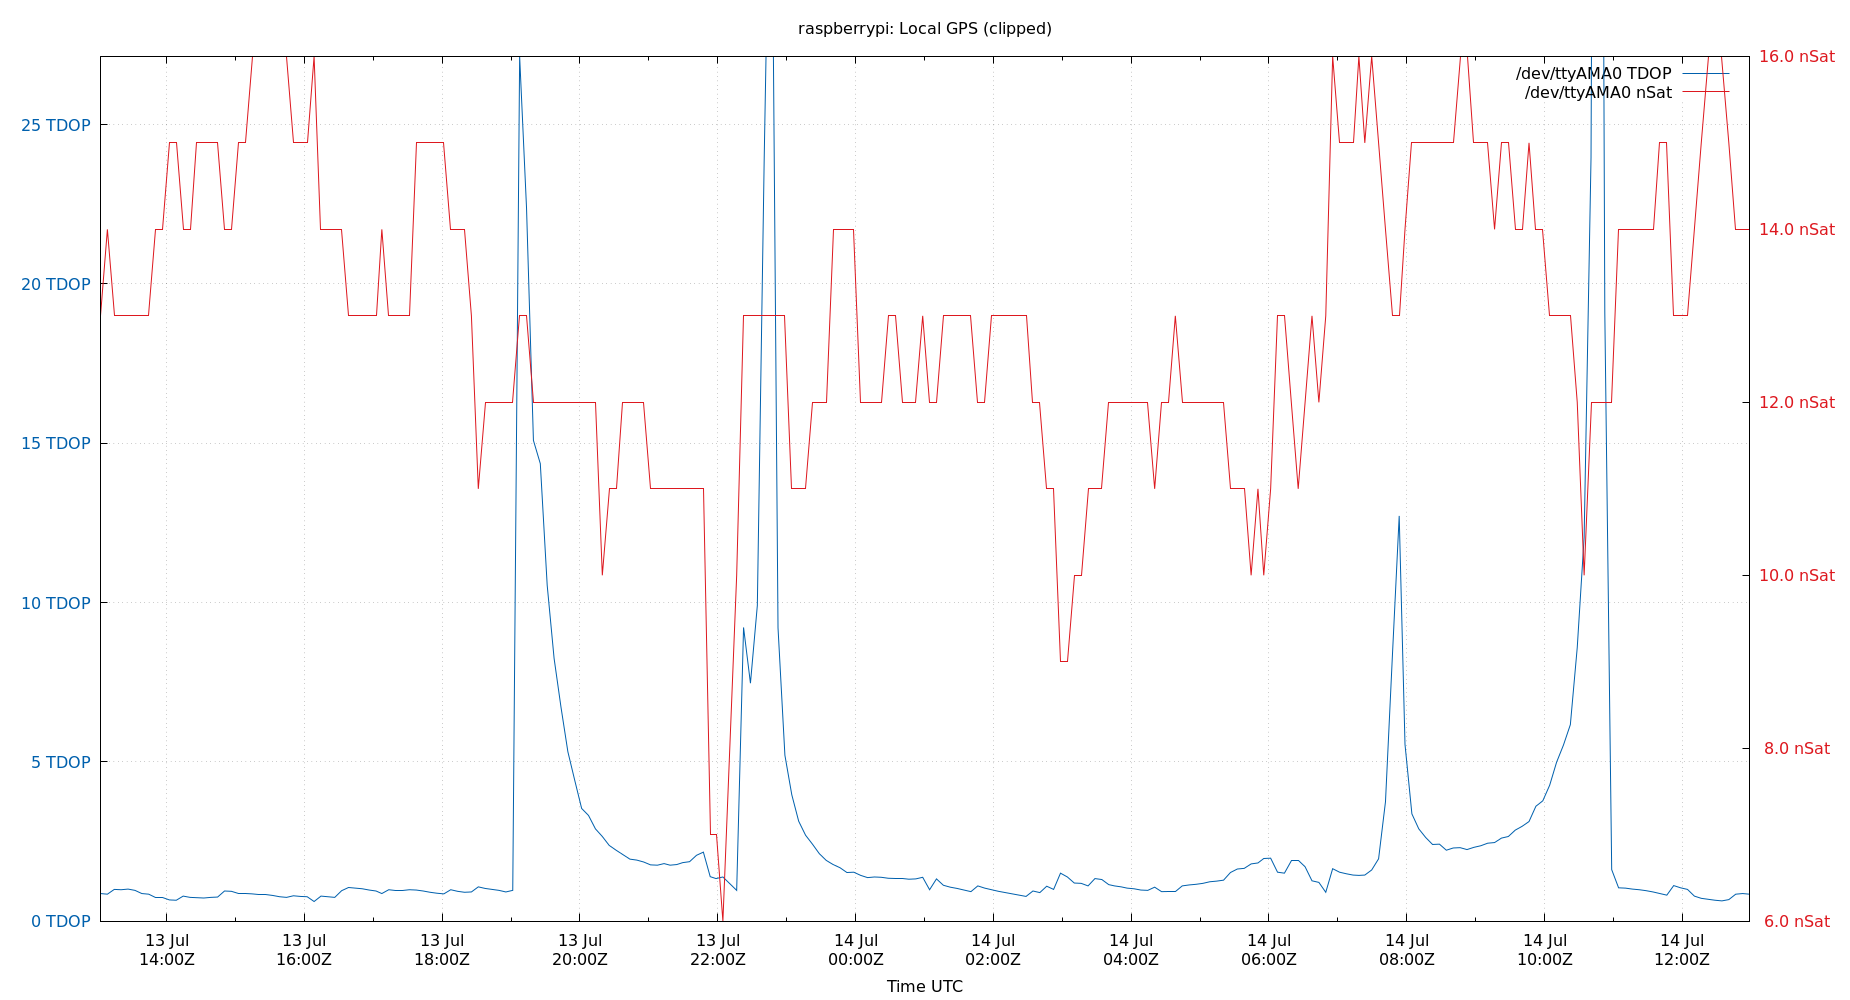 raspberrypi: Local GPS (clipped)
16.0 nSat
/dev/ttyAMA0 TDOP
/dev/ttyAMA0 nSat
25 TDOP
14.0 nSat
20 TDOP
12.0 nSat
15 TDOP
10.0 nSat
10 TDOP
8.0 nSat
5 TDOP
0 TDOP
6.0 nSat
13 Jul 13 Jul 13 Jul 13 Jul 13 Jul 14 Jul 14 Jul 14 Jul 14 Jul 14 Jul 14 Jul 14 Jul
14:00Z 16:00Z 18:00Z 20:00Z 22:00Z 00:00Z 02:00Z 04:00Z 06:00Z 08:00Z 10:00Z 12:00Z
Time UTC